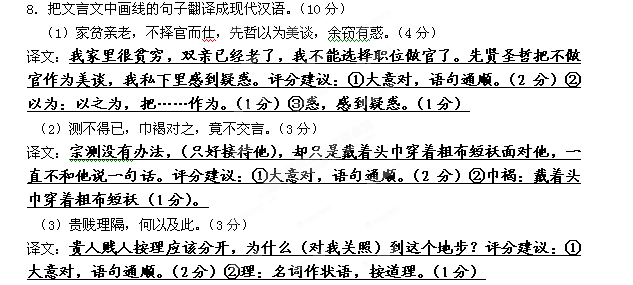 8．把文言文中画线的句子翻译成现代汉语。(10分)
(1）家贫亲老，不择官而仕，先哲以为美谈，余窃有惑。(4分)
译文：我家里很贫穷，双亲已经老了，我不能选择职位做官了。先贤圣哲把不做
官作为美谈，我私下里感到疑惑。评分建议：①大意对，语句通顺。(2分)②
以为：以之为，把……作为。(1分)③惑，感到疑惑。(1分)
(2）测不得已，巾褐对之，竟不交言。(3分)
译文：宗测没有办法，(只好接待他)，却只是戴着头巾穿着粗布短袄面对他，一
直不和他说一句话。评分建议：①大意对，语句通顺。(2分)②巾褐：戴着头
巾穿着粗布短袄(1分)。
(3）贵贱理隔，何以及此。(3分)
译文：贵人贱人按理应该分开，为什么(对我关照)到这个地步？评分建议：①
大意对，语句通顺。(2分)②理：名词作状语，按道理。(1分)